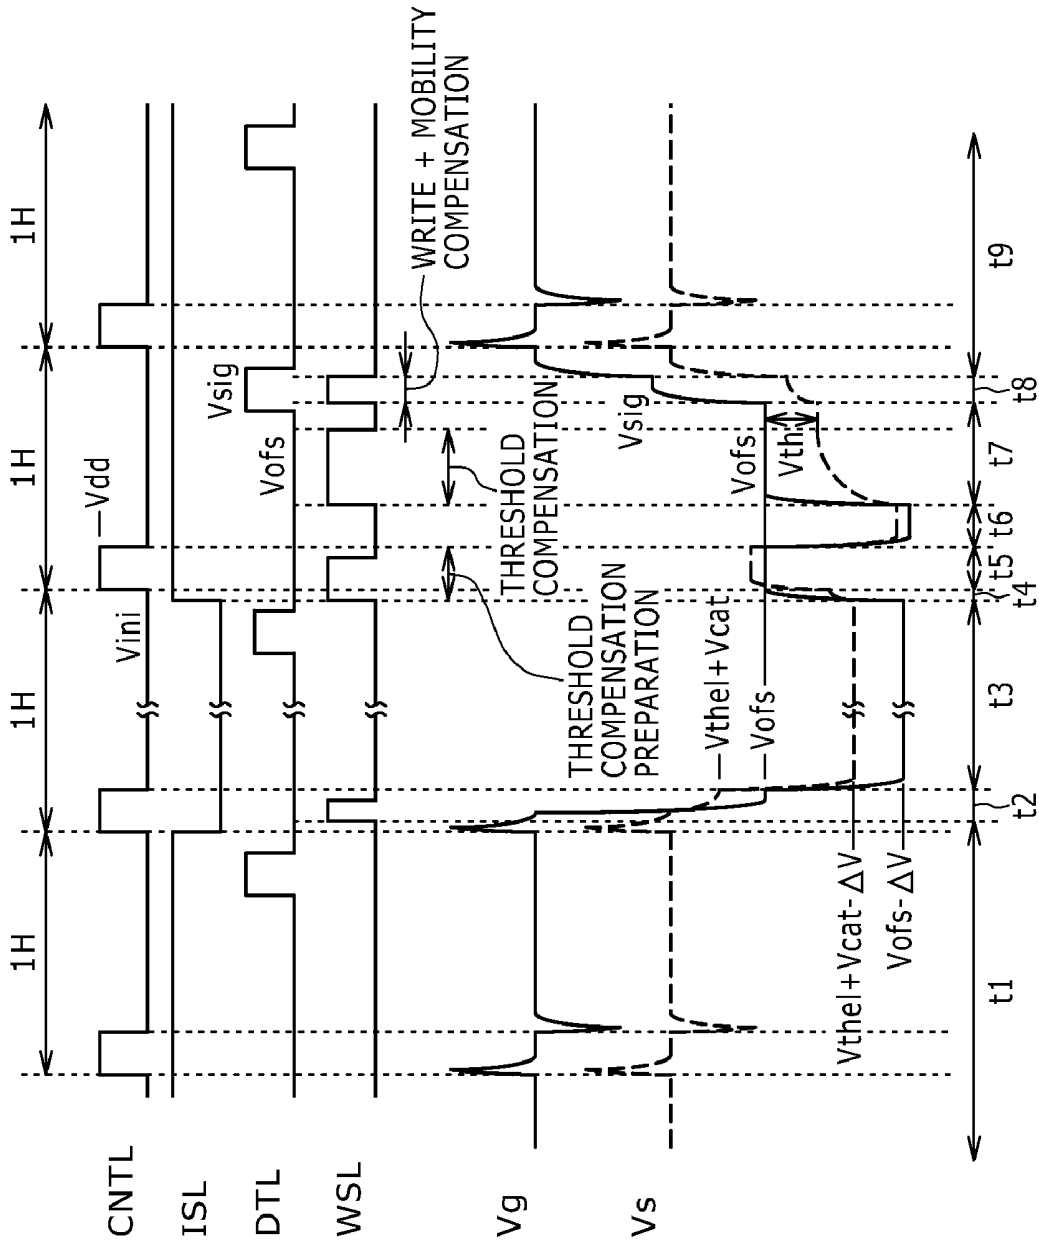 1H
1H
1H
1H
CNTL
Vini
Vdd
ISL
DTL
Vofs
Vsig
WSL
WRITE + MOBILITY
COMPENSATION
THRESHOLD
COMPENSATION
THRESHOLD
COMPENSATION
PREPARATION
Vg
Vs
Vsig
Vofs
Vth
Vthel+Vcat
Vofs
Vthel+Vcat-ΔV
Vofs-ΔV
t1
t2
t3
t4
t5
t6
t7
t8
t9